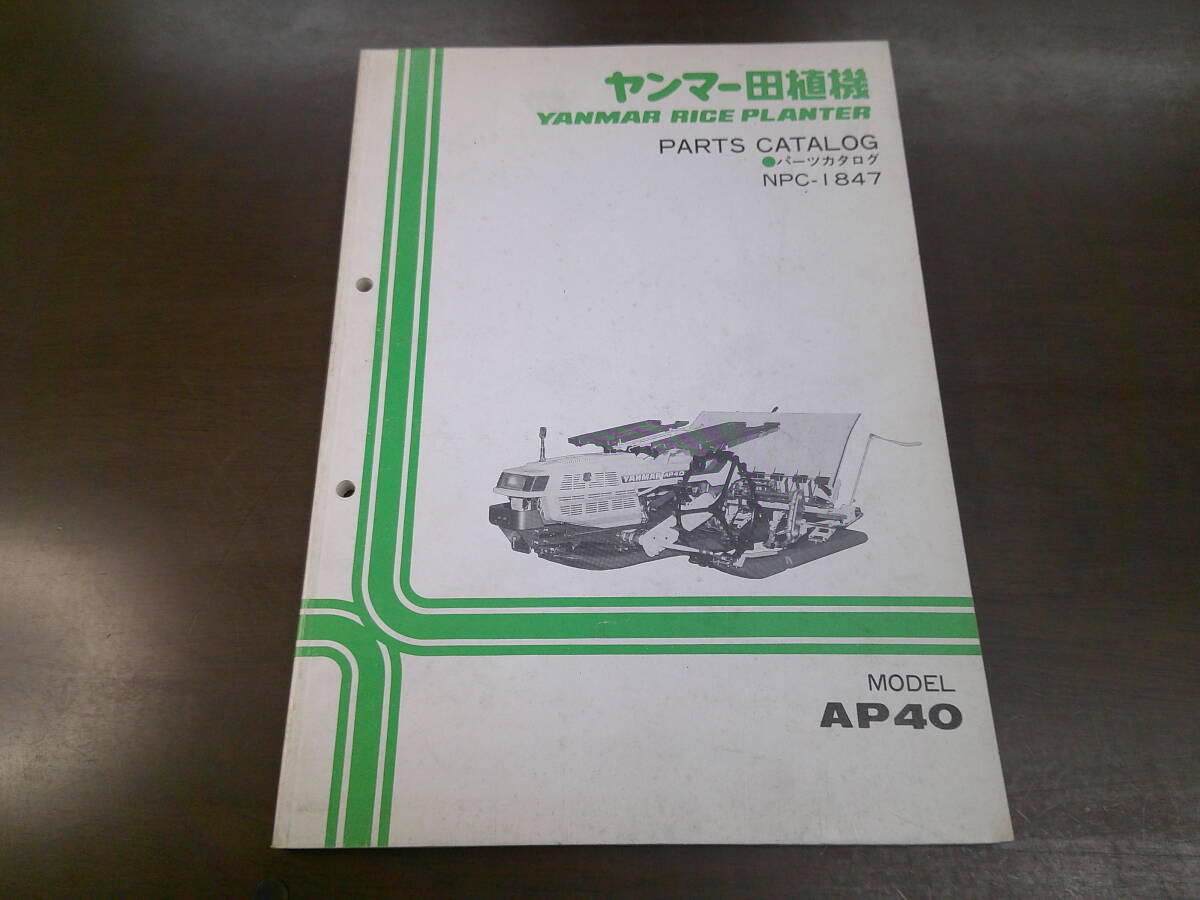 ヤンマー田植機
YANMAR RICE PLANTER
PARTS CATALOG
●パーツカタログ
NPC-1847
YANMAR AP40
MODEL
AP40